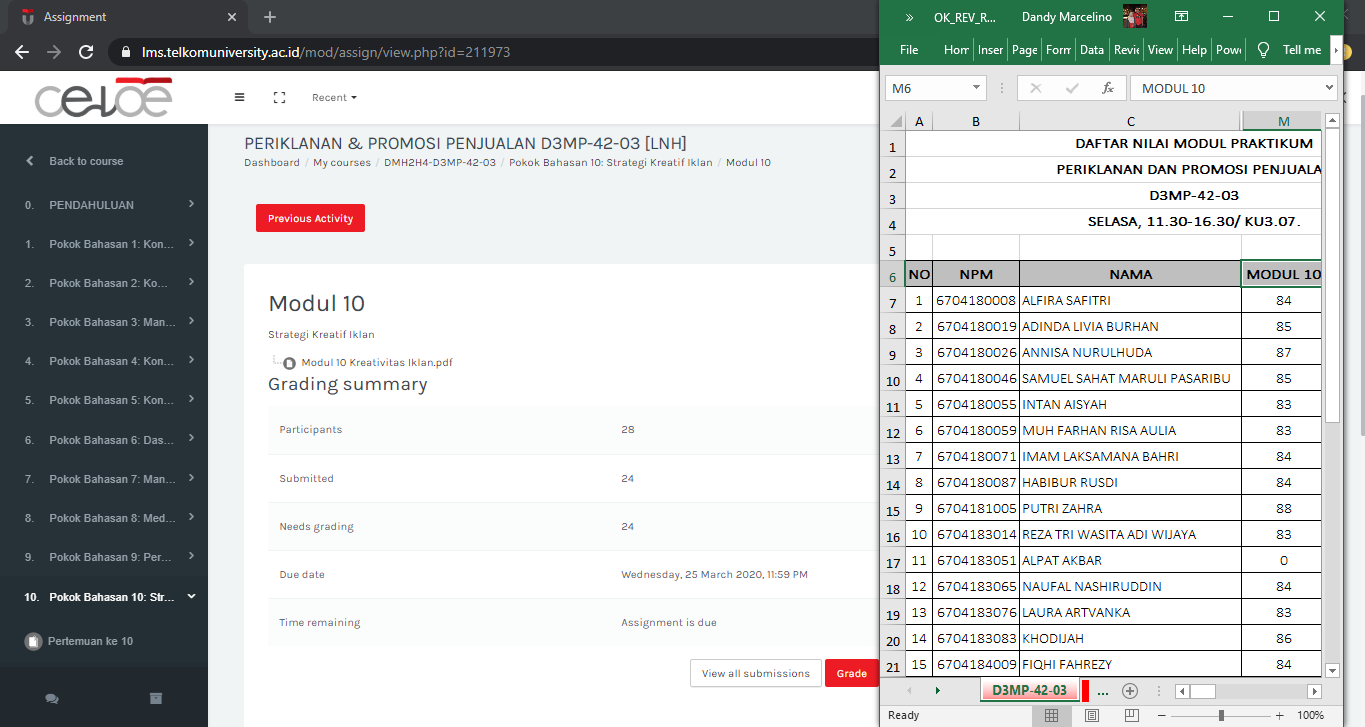 Assignment
lms.telkomuniversity.ac.id/mod/assign/view.php?id=211973
celoe
Recent
Back to course
0. PENDAHULUAN
1. Pokok Bahasan 1: Kon...
2. Pokok Bahasan 2: Ko...
3. Pokok Bahasan 3: Man...
4. Pokok Bahasan 4: Kon...
5. Pokok Bahasan 5: Kon...
6. Pokok Bahasan 6: Das...
7. Pokok Bahasan 7: Man...
8. Pokok Bahasan 8: Med...
9. Pokok Bahasan 9: Per...
10. Pokok Bahasan 10: Str...
Pertemuan ke 10
PERIKLANAN & PROMOSI PENJUALAN D3MP-42-03 [LNH]
Dashboard / My courses / DMH2H4-D3MP-42-03 / Pokok Bahasan 10: Strategi Kreatif Iklan / Modul 10
Previous Activity
Modul 10
Strategi Kreatif Iklan
Modul 10 Kreativitas Iklan.pdf
Grading summary
Participants 28
Submitted 24
Needs grading 24
Due date Wednesday, 25 March 2020, 11:59 PM
Time remaining Assignment is due
View all submissions Grade
» OK_REV_R... Dandy Marcelino
File Hom Inser Page Form Data Revie View Help Powe Tell me
M6 fx MODUL 10
A B C M
1 DAFTAR NILAI MODUL PRAKTIKUM
2 PERIKLANAN DAN PROMOSI PENJUALA
3 D3MP-42-03
4 SELASA, 11.30-16.30/ KU3.07.
5
6 NO NPM NAMA MODUL 10
7 1 6704180008 ALFIRA SAFITRI 84
8 2 6704180019 ADINDA LIVIA BURHAN 85
9 3 6704180026 ANNISA NURULHUDA 87
10 4 6704180046 SAMUEL SAHAT MARULI PASARIBU 85
11 5 6704180055 INTAN AISYAH 83
12 6 6704180059 MUH FARHAN RISA AULIA 83
13 7 6704180071 IMAM LAKSAMANA BAHRI 84
14 8 6704180087 HABIBUR RUSDI 84
15 9 6704181005 PUTRI ZAHRA 88
16 10 6704183014 REZA TRI WASITA ADI WIJAYA 83
17 11 6704183051 ALPAT AKBAR 0
18 12 6704183065 NAUFAL NASHIRUDDIN 84
19 13 6704183076 LAURA ARTVANKA 83
20 14 6704183083 KHODIJAH 86
21 15 6704184009 FIQHI FAHREZY 84
D3MP-42-03 ...
Ready 100%